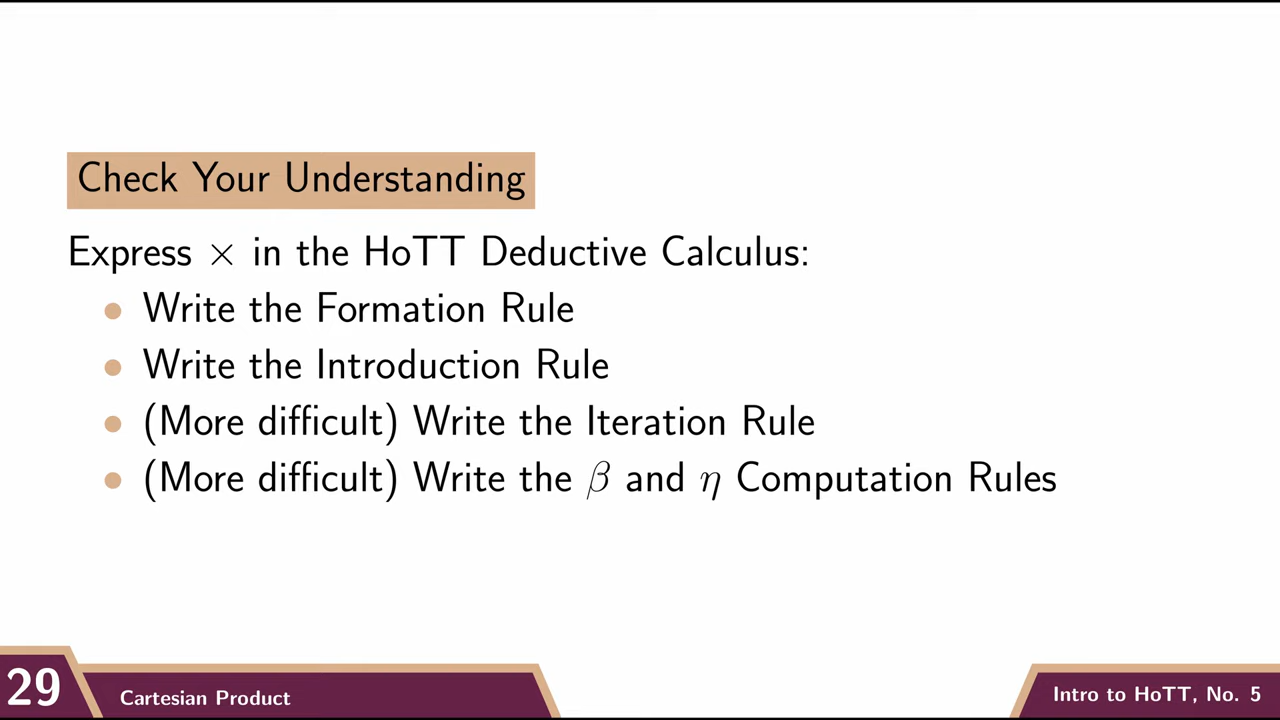 Check Your Understanding
Express × in the HoTT Deductive Calculus:
• Write the Formation Rule
• Write the Introduction Rule
• (More difficult) Write the Iteration Rule
• (More difficult) Write the β and η Computation Rules
29
Cartesian Product
Intro to HoTT, No. 5